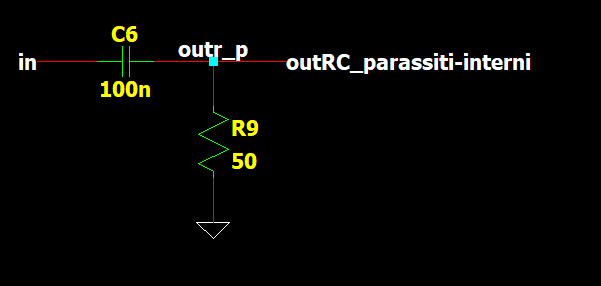 C6
in
outr_p
outRC_parassiti-interni
100n
R9
50